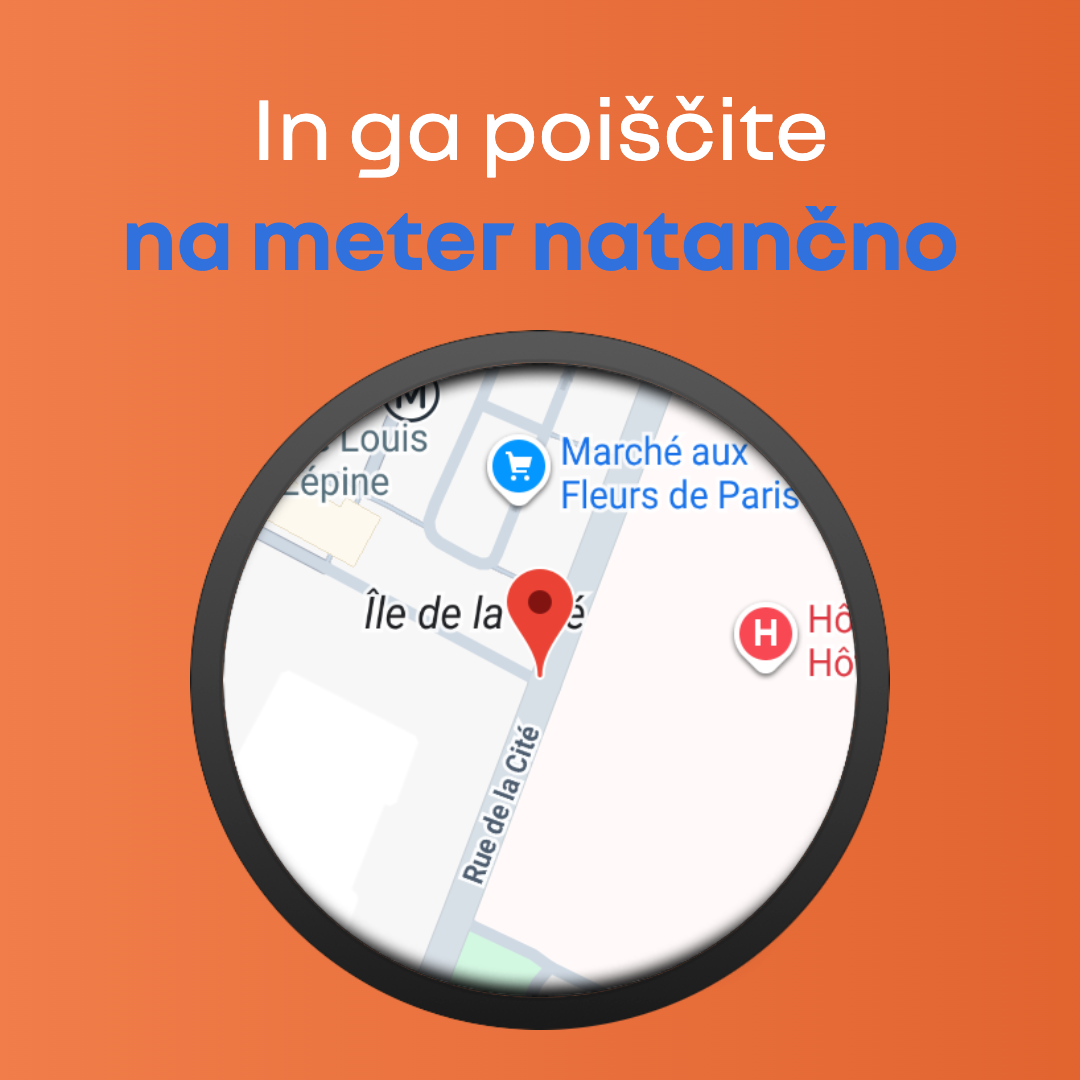 In ga poiščite
na meter natančno
M
Louis
Lépine
Marché aux
Fleurs de Paris
Île de la
H
Rue de la Cité